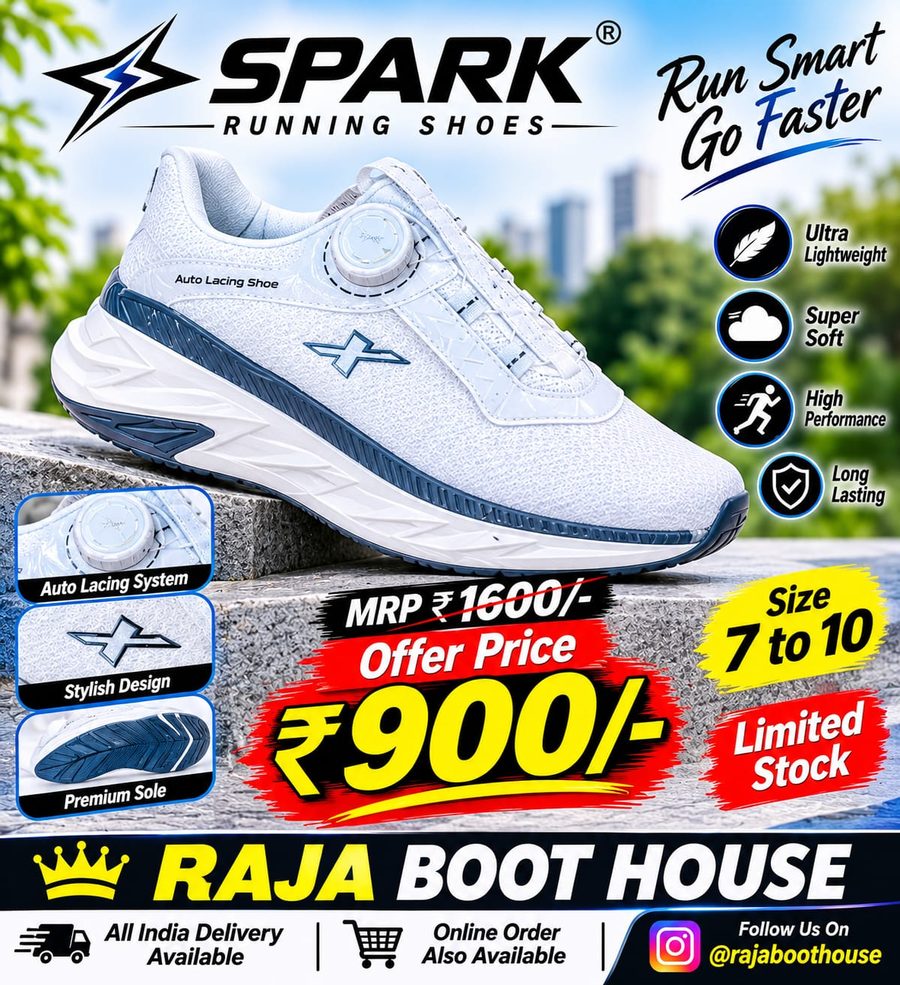 SPARK®
RUNNING SHOES
Run Smart
Go Faster
Ultra
Lightweight
Super
Soft
High
Performance
Long
Lasting
Auto Lacing Shoe
Auto Lacing System
Stylish Design
Premium Sole
MRP ₹ 1600/-
Offer Price
₹900/-
Size
7 to 10
Limited
Stock
RAJA BOOT HOUSE
All India Delivery
Available
Online Order
Also Available
Follow Us On
@rajaboothouse